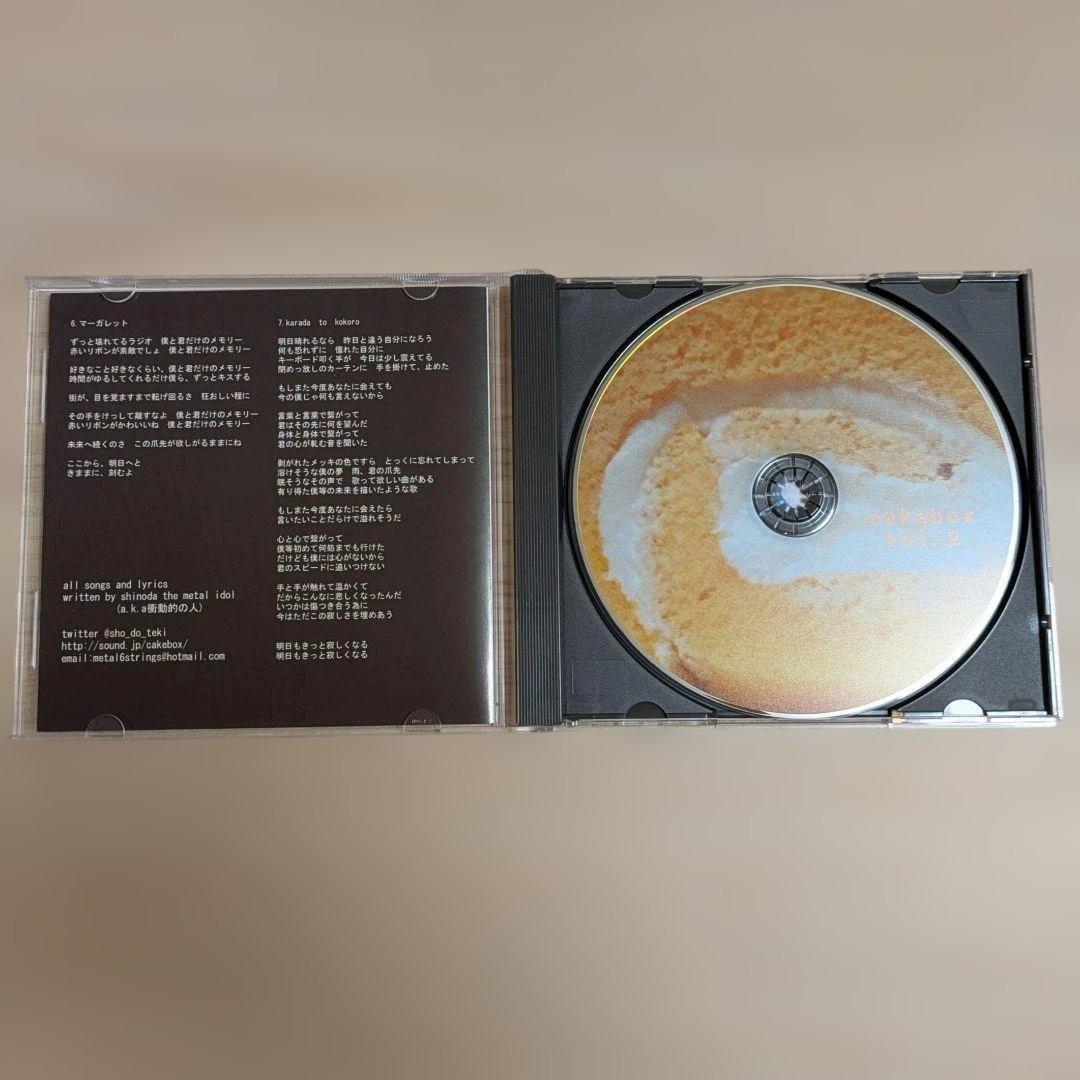 6.マーガレット
ずっと壊れてるラジオ　僕と君だけのメモリー
赤いリボンが素敵でしょ　僕と君だけのメモリー
好きなこと好きなくらい、僕と君だけのメモリー
時間がゆるしてくれるだけ僕ら、ずっとキスする
街が、目を覚ますまで転げ回るさ　狂おしい程に
その手をけっして離すなよ　僕と君だけのメモリー
赤いリボンがかわいいね　僕と君だけのメモリー
未来へ続くのさ　この爪先が欲しがるままにね
ここから、明日へと
きままに、刻むよ
all songs and lyrics
written by shinoda the metal idol
(a.k.a衝動的の人)
twitter @sho_do_teki
http://sound.jp/cakebox/
email:metal6strings@hotmail.com
7.karada to kokoro
明日晴れるなら　昨日と違う自分になろう
何も恐れずに　憧れた自分に
キーボード叩く手が　今日は少し震えてる
閉めっ放しのカーテンに　手を掛けて、止めた
もしまた今度あなたに会えても
今の僕じゃ何も言えないから
言葉と言葉で繋がって
君はその先に何を望んだ
身体と身体で繋がって
君の心が軋む音を聞いた
剥がれたメッキの色ですら　とっくに忘れてしまって
溶けそうな僕の夢　雨、君の爪先
眠そうなその声で　歌って欲しい曲がある
有り得た僕等の未来を描いたような歌
もしまた今度あなたに会えたら
言いたいことだらけで溢れそうだ
心と心で繋がって
僕等初めて何処までも行けた
だけども僕には心がないから
君のスピードに追いつけない
手と手が触れて温かくて
だからこんなに悲しくなったんだ
いつかは傷つき合う為に
今はただこの寂しさを埋めあう
明日もきっと寂しくなる
明日もきっと寂しくなる
cakebox
vol.2